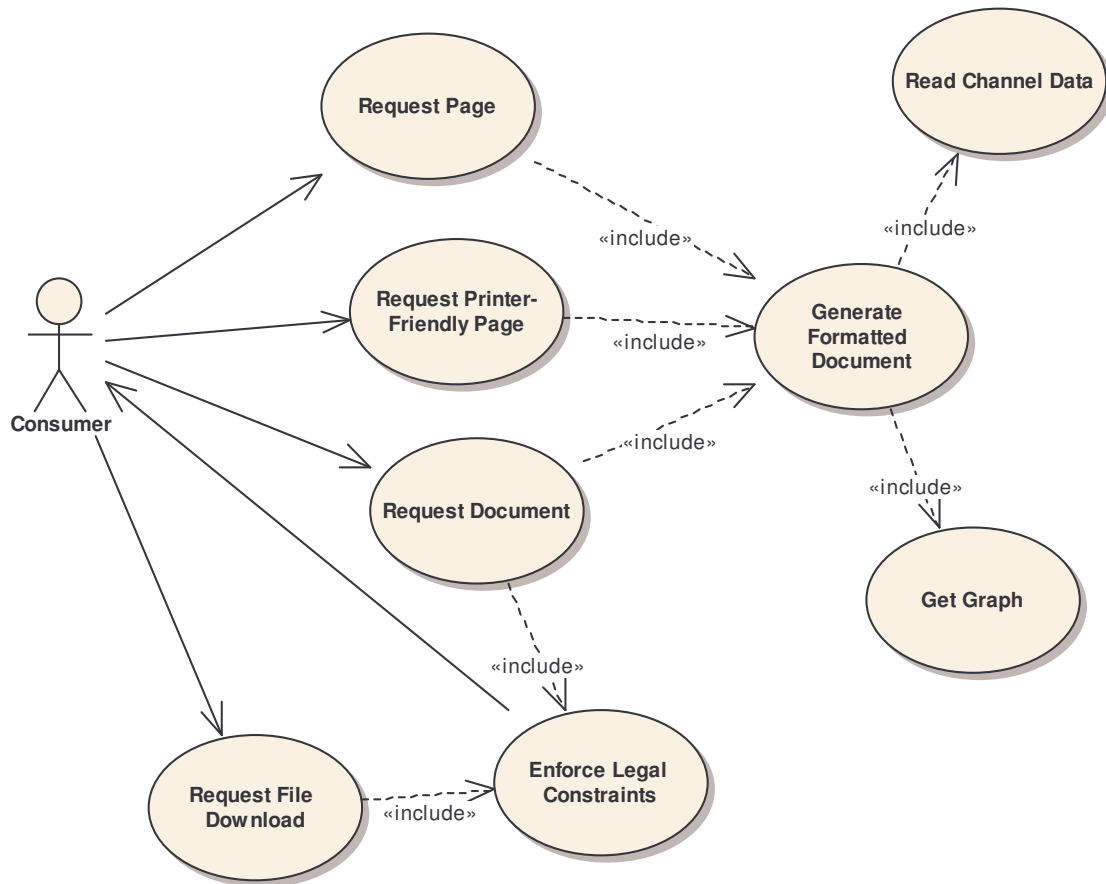 Request Page
Read Channel Data
«include»
«include»
Request Printer-
Friendly Page
Generate
Formatted
Document
«include»
Consumer
«include»
Request Document
«include»
Get Graph
«include»
Enforce Legal
Constraints
Request File
Download
«include»